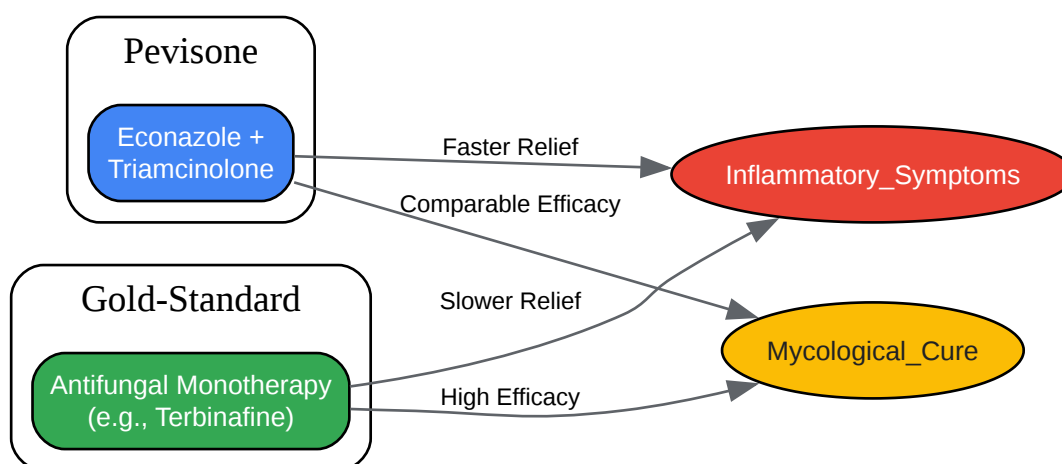 Pevisone
Econazole +
Triamcinolone
Faster Relief
Comparable Efficacy
Inflammatory_Symptoms
Gold-Standard
Antifungal Monotherapy
(e.g., Terbinafine)
Slower Relief
High Efficacy
Mycological_Cure